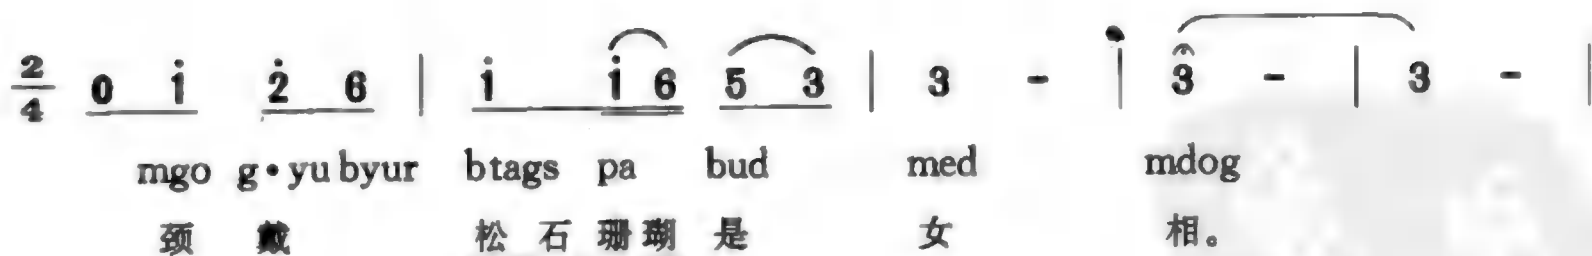 2/4 0 i̇ 2̇ 6 | i̇ i̇ 6 5 3 | 3 - | 3 - | 3 - |
mgo g·yu byur btags pa bud med mdog
颈 戴 松 石 珊 瑚 是 女 相。